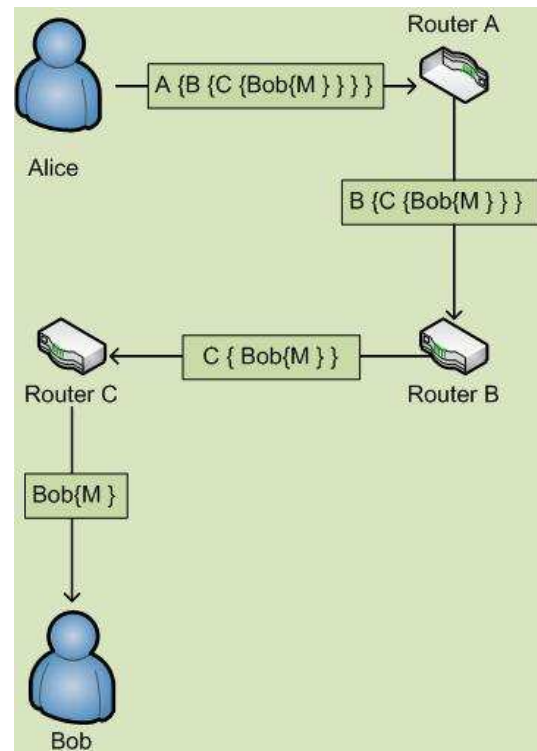 Router A
A {B {C {Bob{M } } } }
Alice
B {C {Bob{M } } }
C { Bob{M } }
Router C
Router B
Bob{M }
Bob